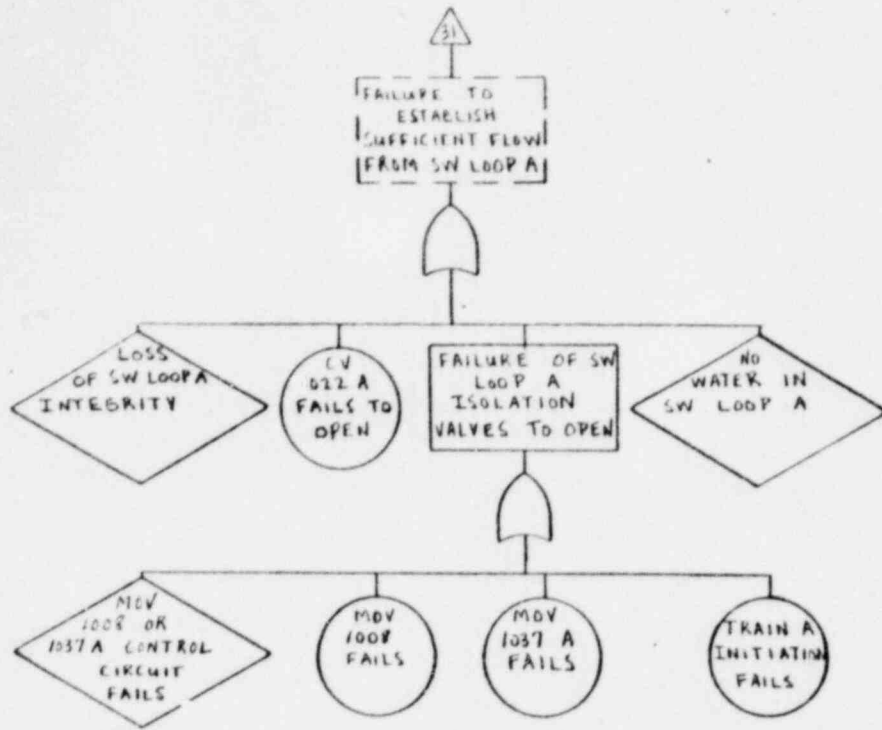 31
FAILURE TO
ESTABLISH
SUFFICIENT FLOW
FROM SW LOOP A
LOSS
OF SW LOOP A
INTEGRITY
CV
022 A
FAILS TO
OPEN
FAILURE OF SW
LOOP A
ISOLATION
VALVES TO OPEN
NO
WATER IN
SW LOOP A
MOV
1008 OR
1037 A CONTROL
CIRCUIT
FAILS
MOV
1008
FAILS
MOV
1037 A
FAILS
TRAIN A
INITIATION
FAILS